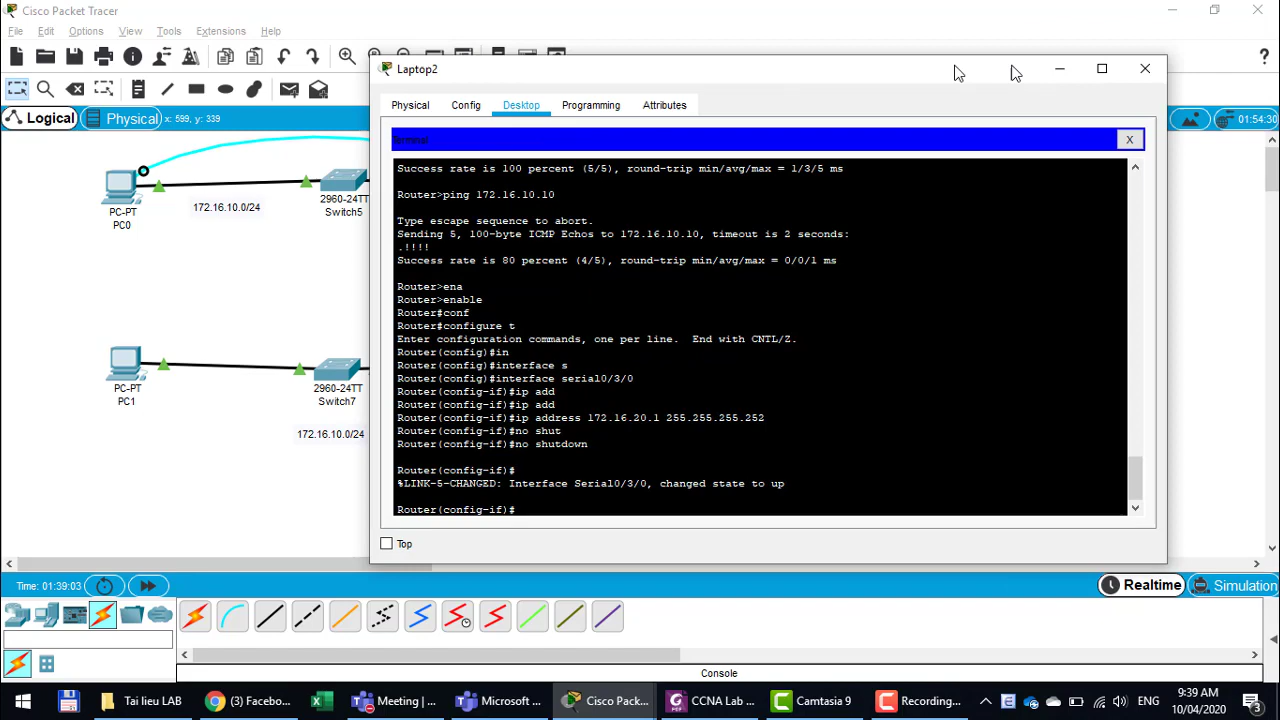 Cisco Packet Tracer
File Edit Options View Tools Extensions Help
?
Laptop2
Logical Physical x: 599, y: 339
01:54:30
Physical Config Desktop Programming Attributes
Terminal
X
Success rate is 100 percent (5/5), round-trip min/avg/max = 1/3/5 ms
Router>ping 172.16.10.10
Type escape sequence to abort.
Sending 5, 100-byte ICMP Echos to 172.16.10.10, timeout is 2 seconds:
.!!!!
Success rate is 80 percent (4/5), round-trip min/avg/max = 0/0/1 ms
Router>ena
Router>enable
Router#conf
Router#configure t
Enter configuration commands, one per line.  End with CNTL/Z.
Router(config)#in
Router(config)#interface s
Router(config)#interface serial0/3/0
Router(config-if)#ip add
Router(config-if)#ip add
Router(config-if)#ip address 172.16.20.1 255.255.255.252
Router(config-if)#no shut
Router(config-if)#no shutdown
Router(config-if)#
%LINK-5-CHANGED: Interface Serial0/3/0, changed state to up
Router(config-if)#
Top
PC-PT
PC0
172.16.10.0/24
2960-24TT
Switch5
PC-PT
PC1
2960-24TT
Switch7
172.16.10.0/24
Time: 01:39:03
Realtime
Simulation
Console
Tai lieu LAB
(3) Facebo...
Meeting | ...
Microsoft ...
Cisco Pack...
CCNA Lab ...
Camtasia 9
Recording...
ENG
9:39 AM
10/04/2020
3